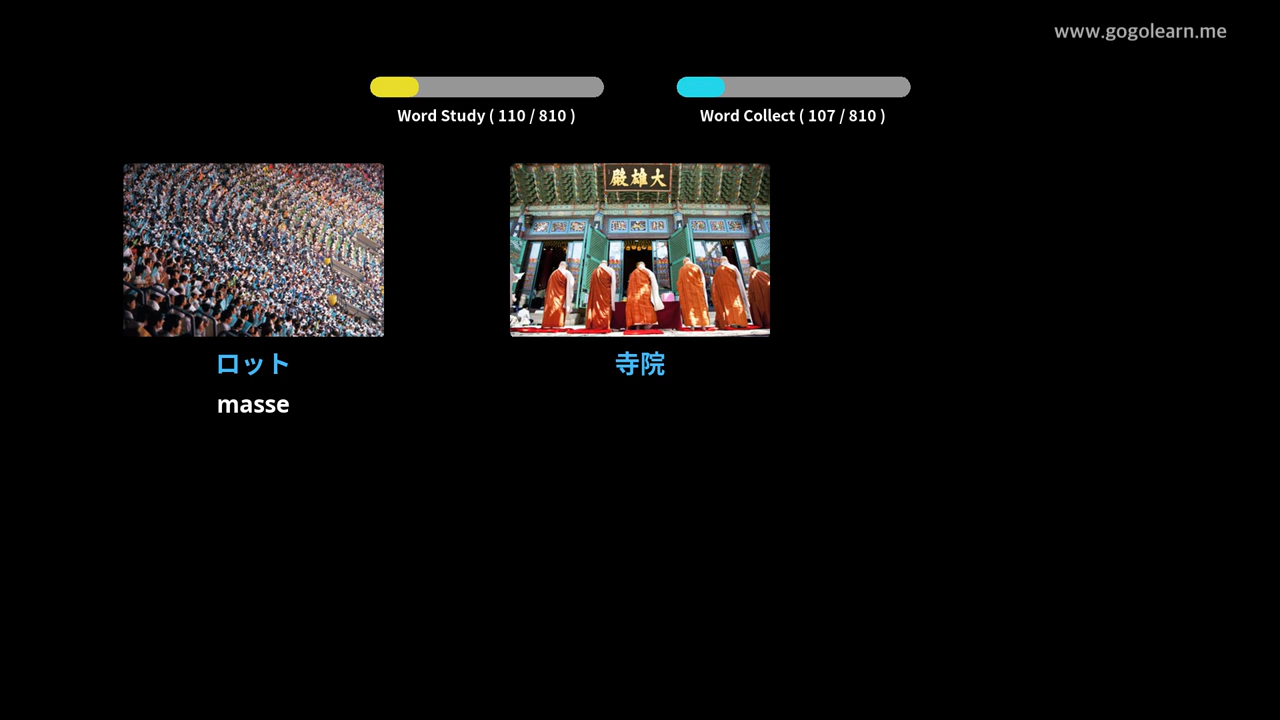 www.gogolearn.me
Word Study ( 110 / 810 )
Word Collect ( 107 / 810 )
殿雄大
ロット
寺院
masse